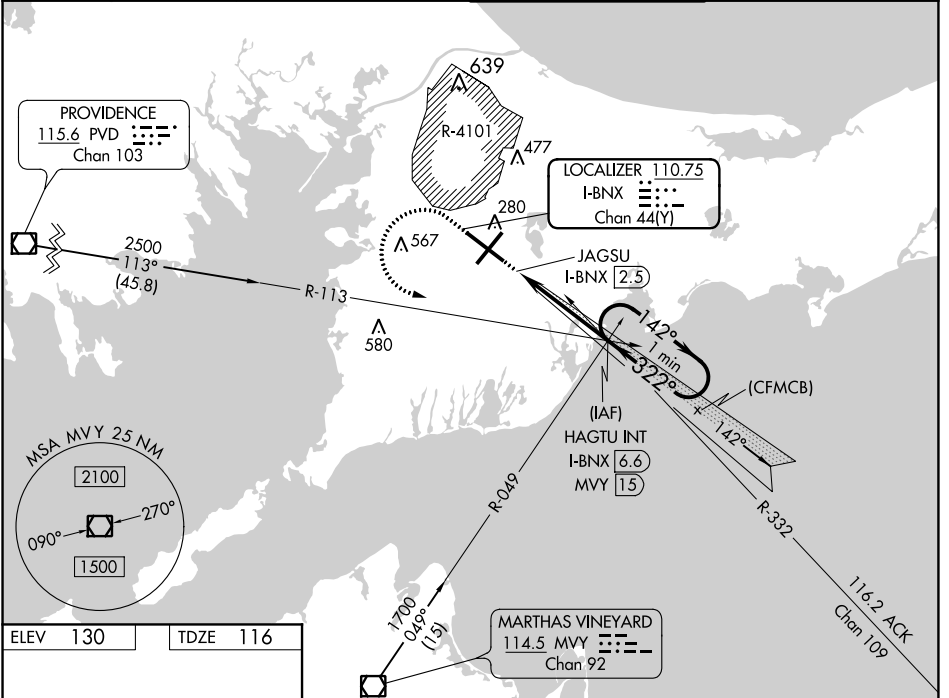 639
R-4101
477
PROVIDENCE
115.6 PVD
Chan 103
LOCALIZER 110.75
I-BNX
Chan 44(Y)
280
567
2500
113°
(45.8)
R-113
JAGSU
I-BNX 2.5
580
142°
1 min
322°
(CFMCB)
142°
(IAF)
HAGTU INT
I-BNX 6.6
MVY 15
MSA MVY 25 NM
2100
090°
270°
1500
R-049
R-332
116.2 ACK
Chan 109
1700
049°
(15)
MARTHAS VINEYARD
114.5 MVY
Chan 92
ELEV 130
TDZE 116